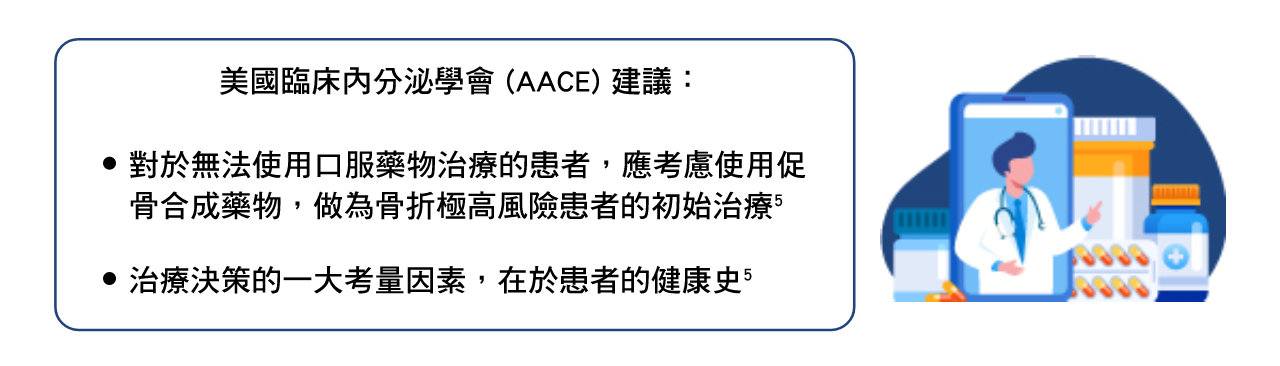 美國臨床內分泌學會 (AACE) 建議：
• 對於無法使用口服藥物治療的患者，應考慮使用促
骨合成藥物，做為骨折極高風險患者的初始治療⁵
• 治療決策的一大考量因素，在於患者的健康史⁵